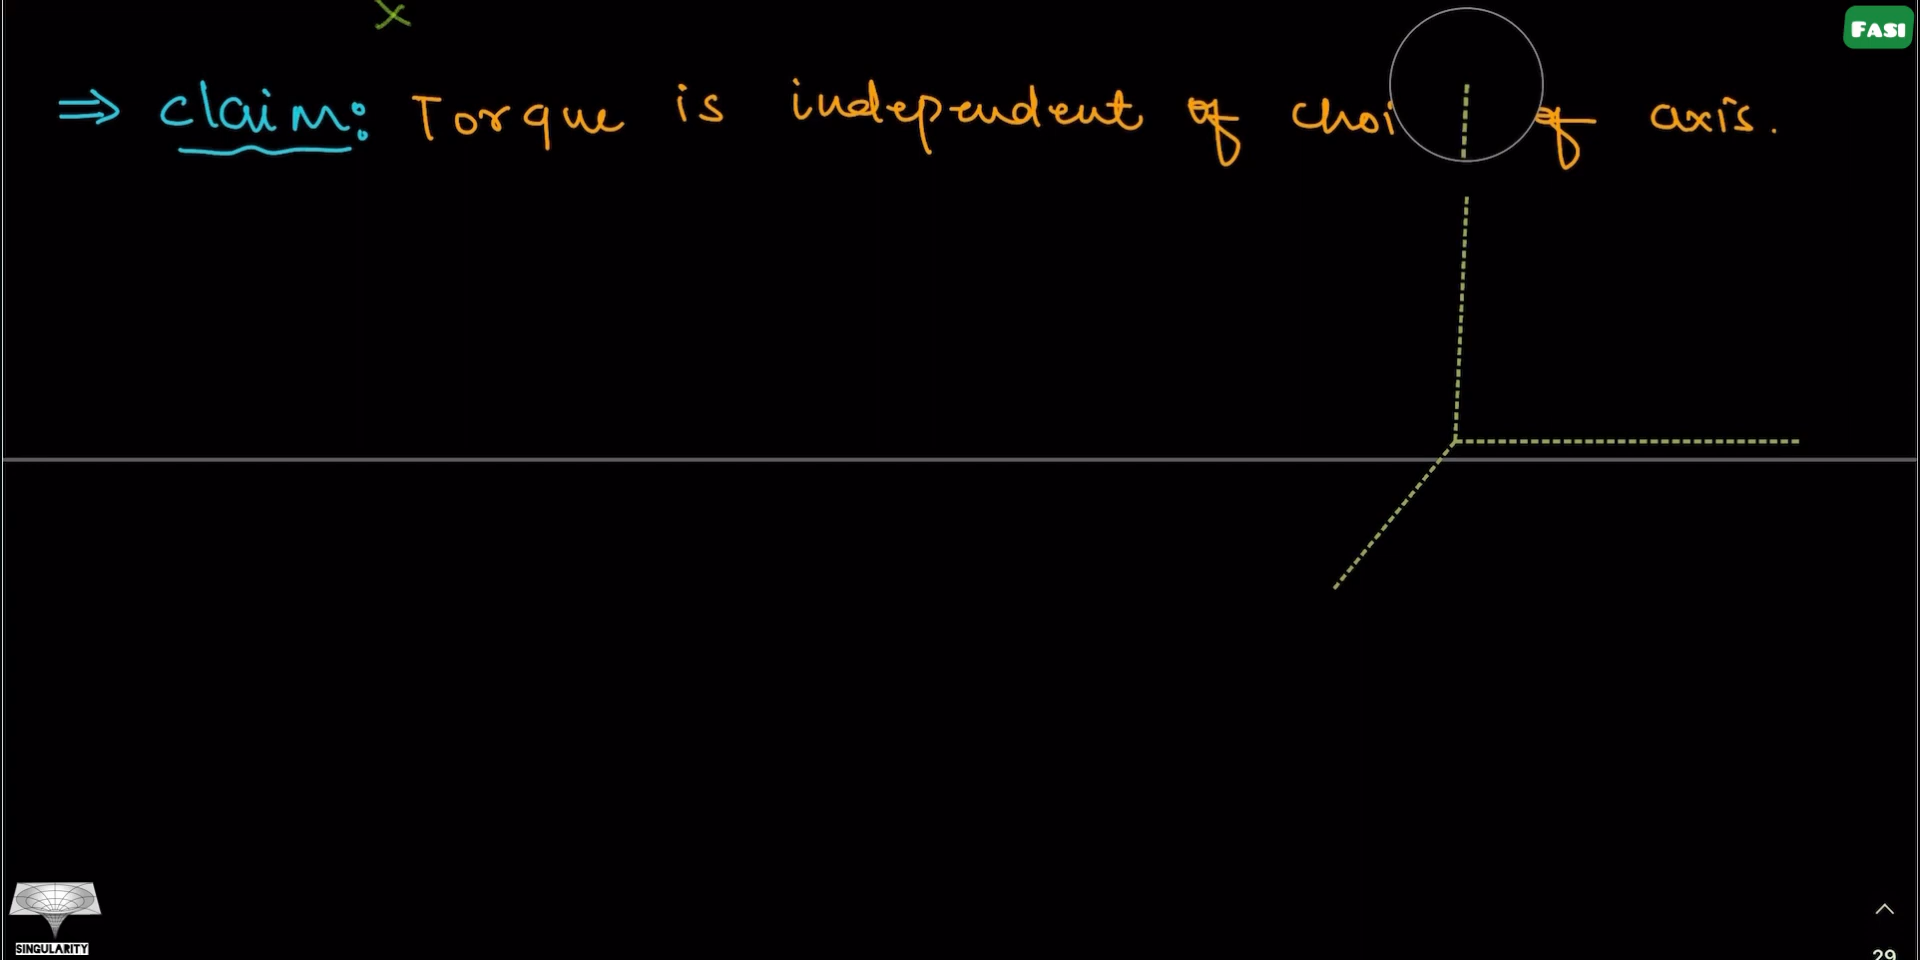 x
⇒ claim: Torque is independent of choi of axis.
FASI
SINGULARITY
29